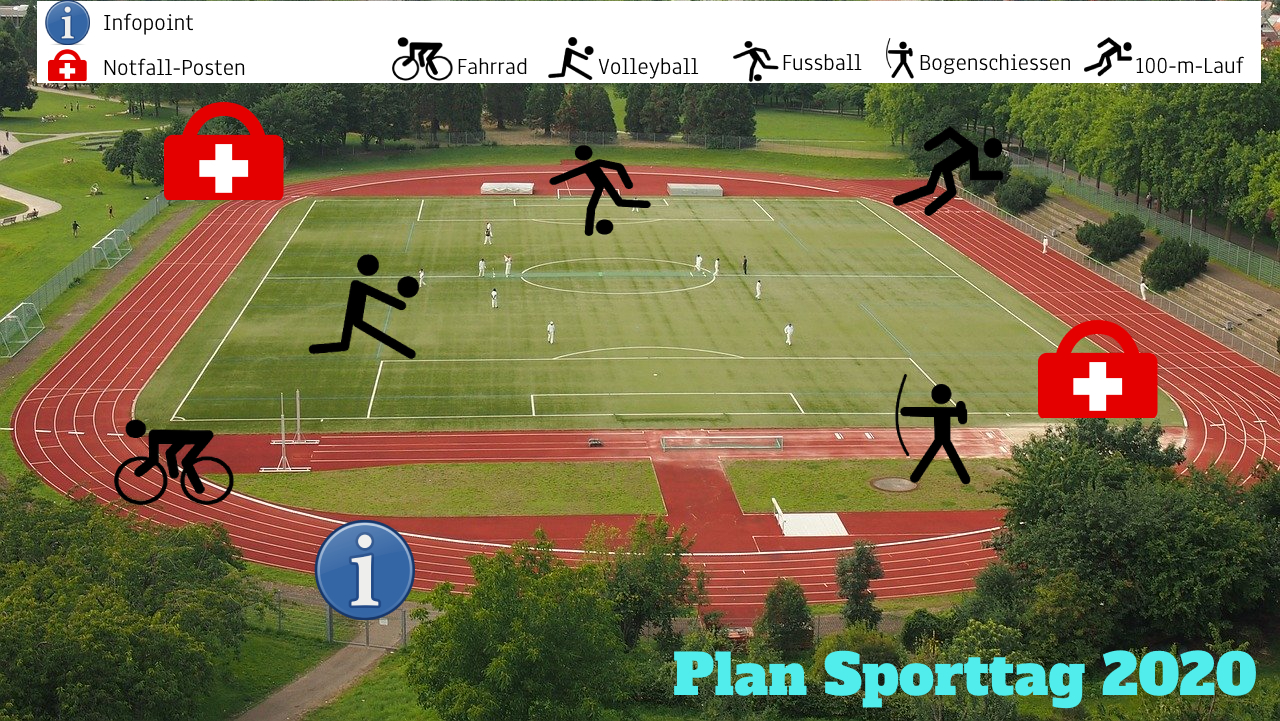 Infopoint
Notfall-Posten
Fahrrad Volleyball Fussball Bogenschiessen 100-m-Lauf
Plan Sporttag 2020